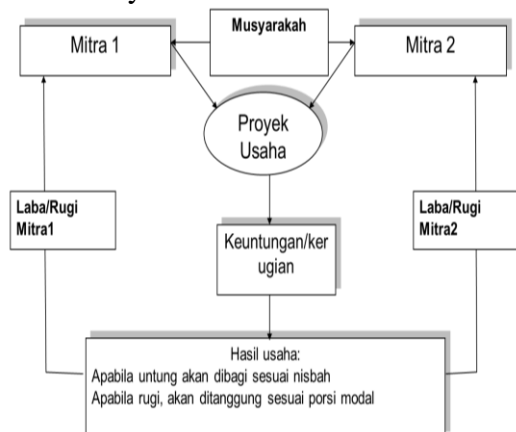 Musyarakah
Mitra 1
Mitra 2
Proyek
Usaha
Laba/Rugi
Mitra1
Laba/Rugi
Mitra2
Keuntungan/ker
ugian
Hasil usaha:
Apabila untung akan dibagi sesuai nisbah
Apabila rugi, akan ditanggung sesuai porsi modal